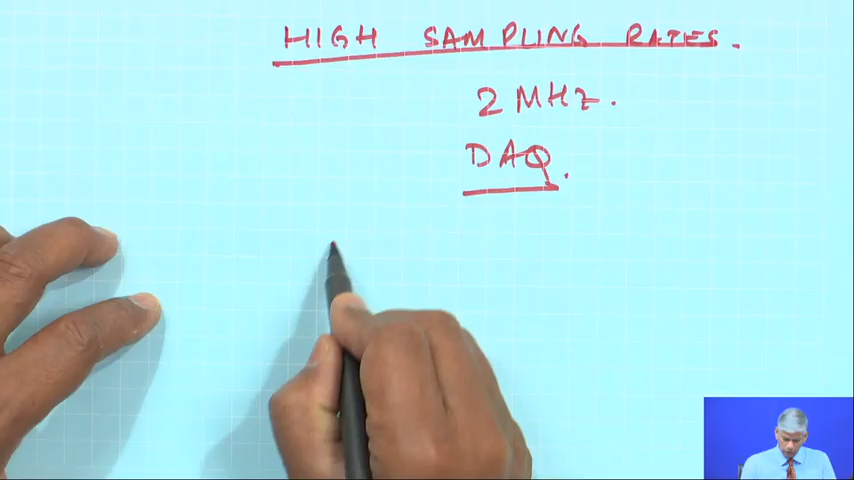 HIGH SAMPLING RATES.
2 MHz.
DAQ.